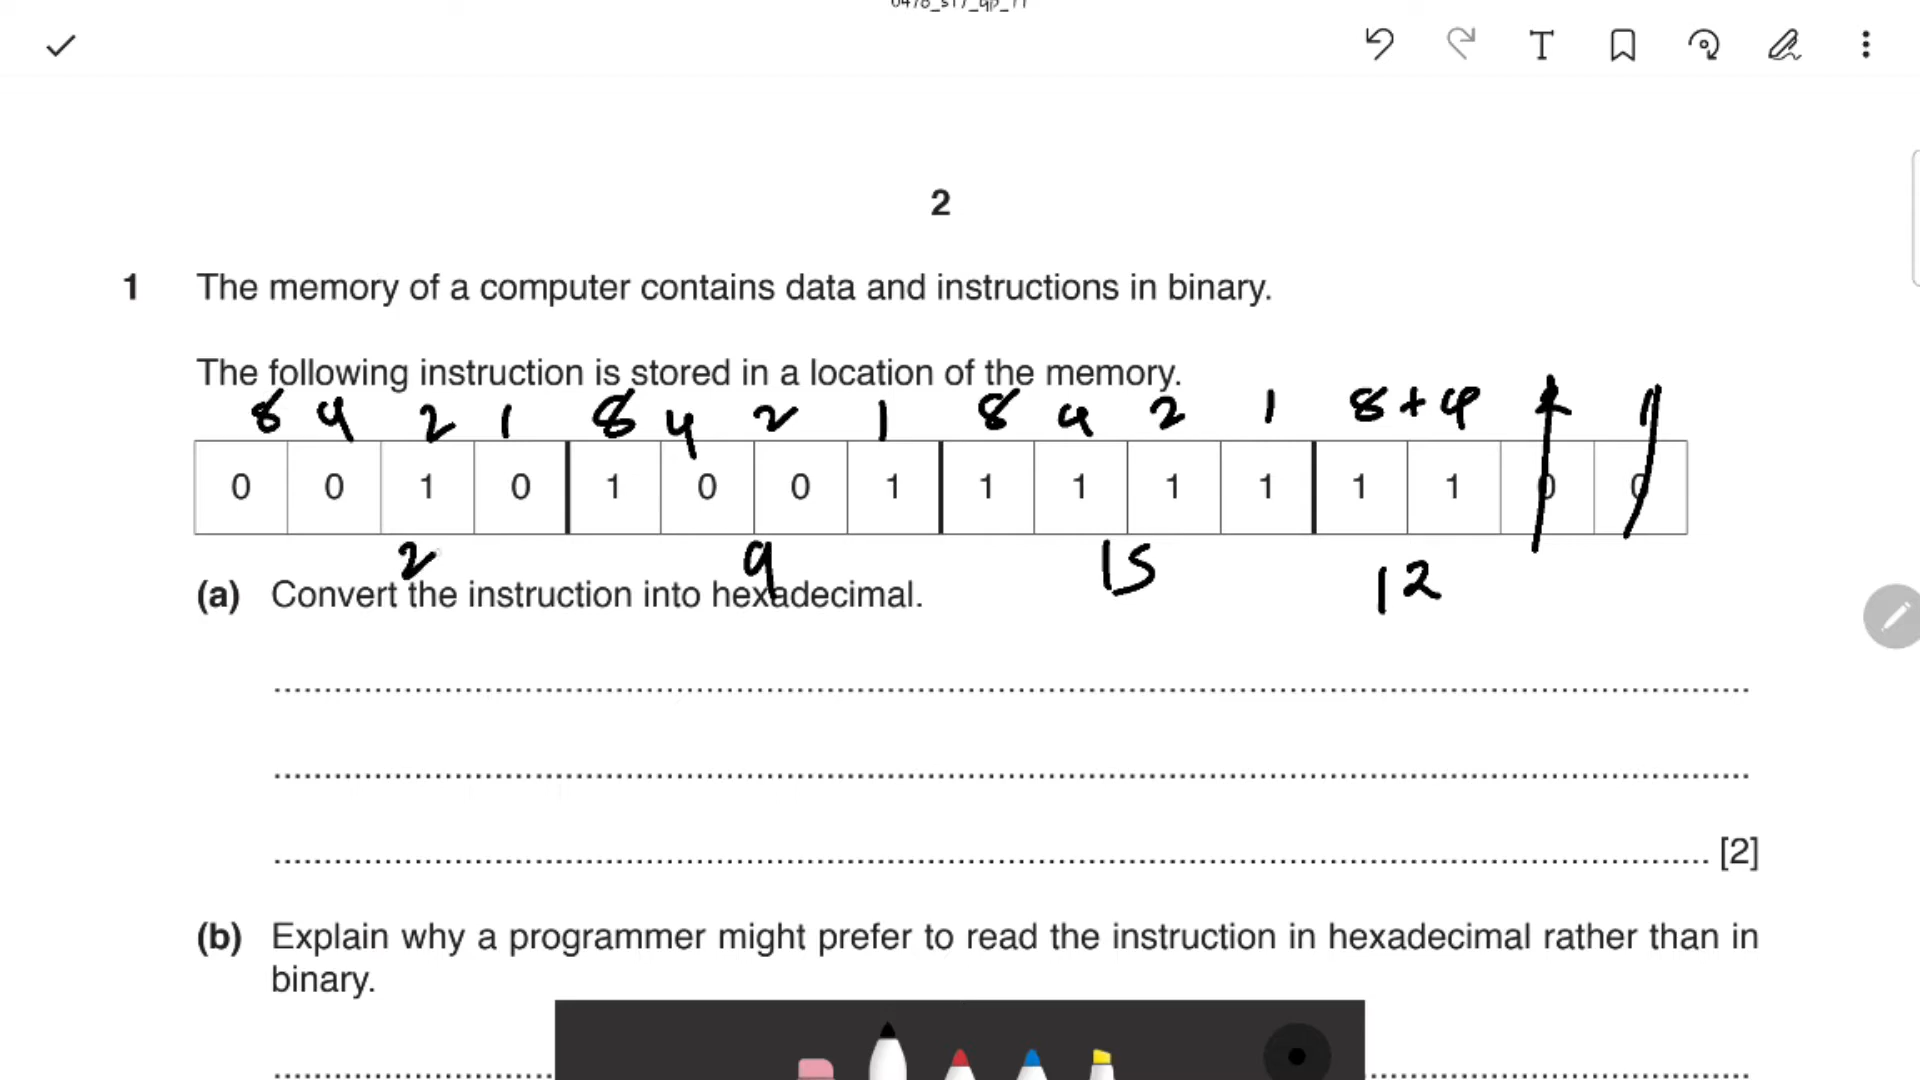 2
1 The memory of a computer contains data and instructions in binary.
The following instruction is stored in a location of the memory.
8 4 2 1 8 4 2 1 8 4 2 1 8+4 2 1
0 0 1 0 1 0 0 1 1 1 1 1 1 1 0 0
2 9 15 12
(a) Convert the instruction into hexadecimal.
[2]
(b) Explain why a programmer might prefer to read the instruction in hexadecimal rather than in
binary.